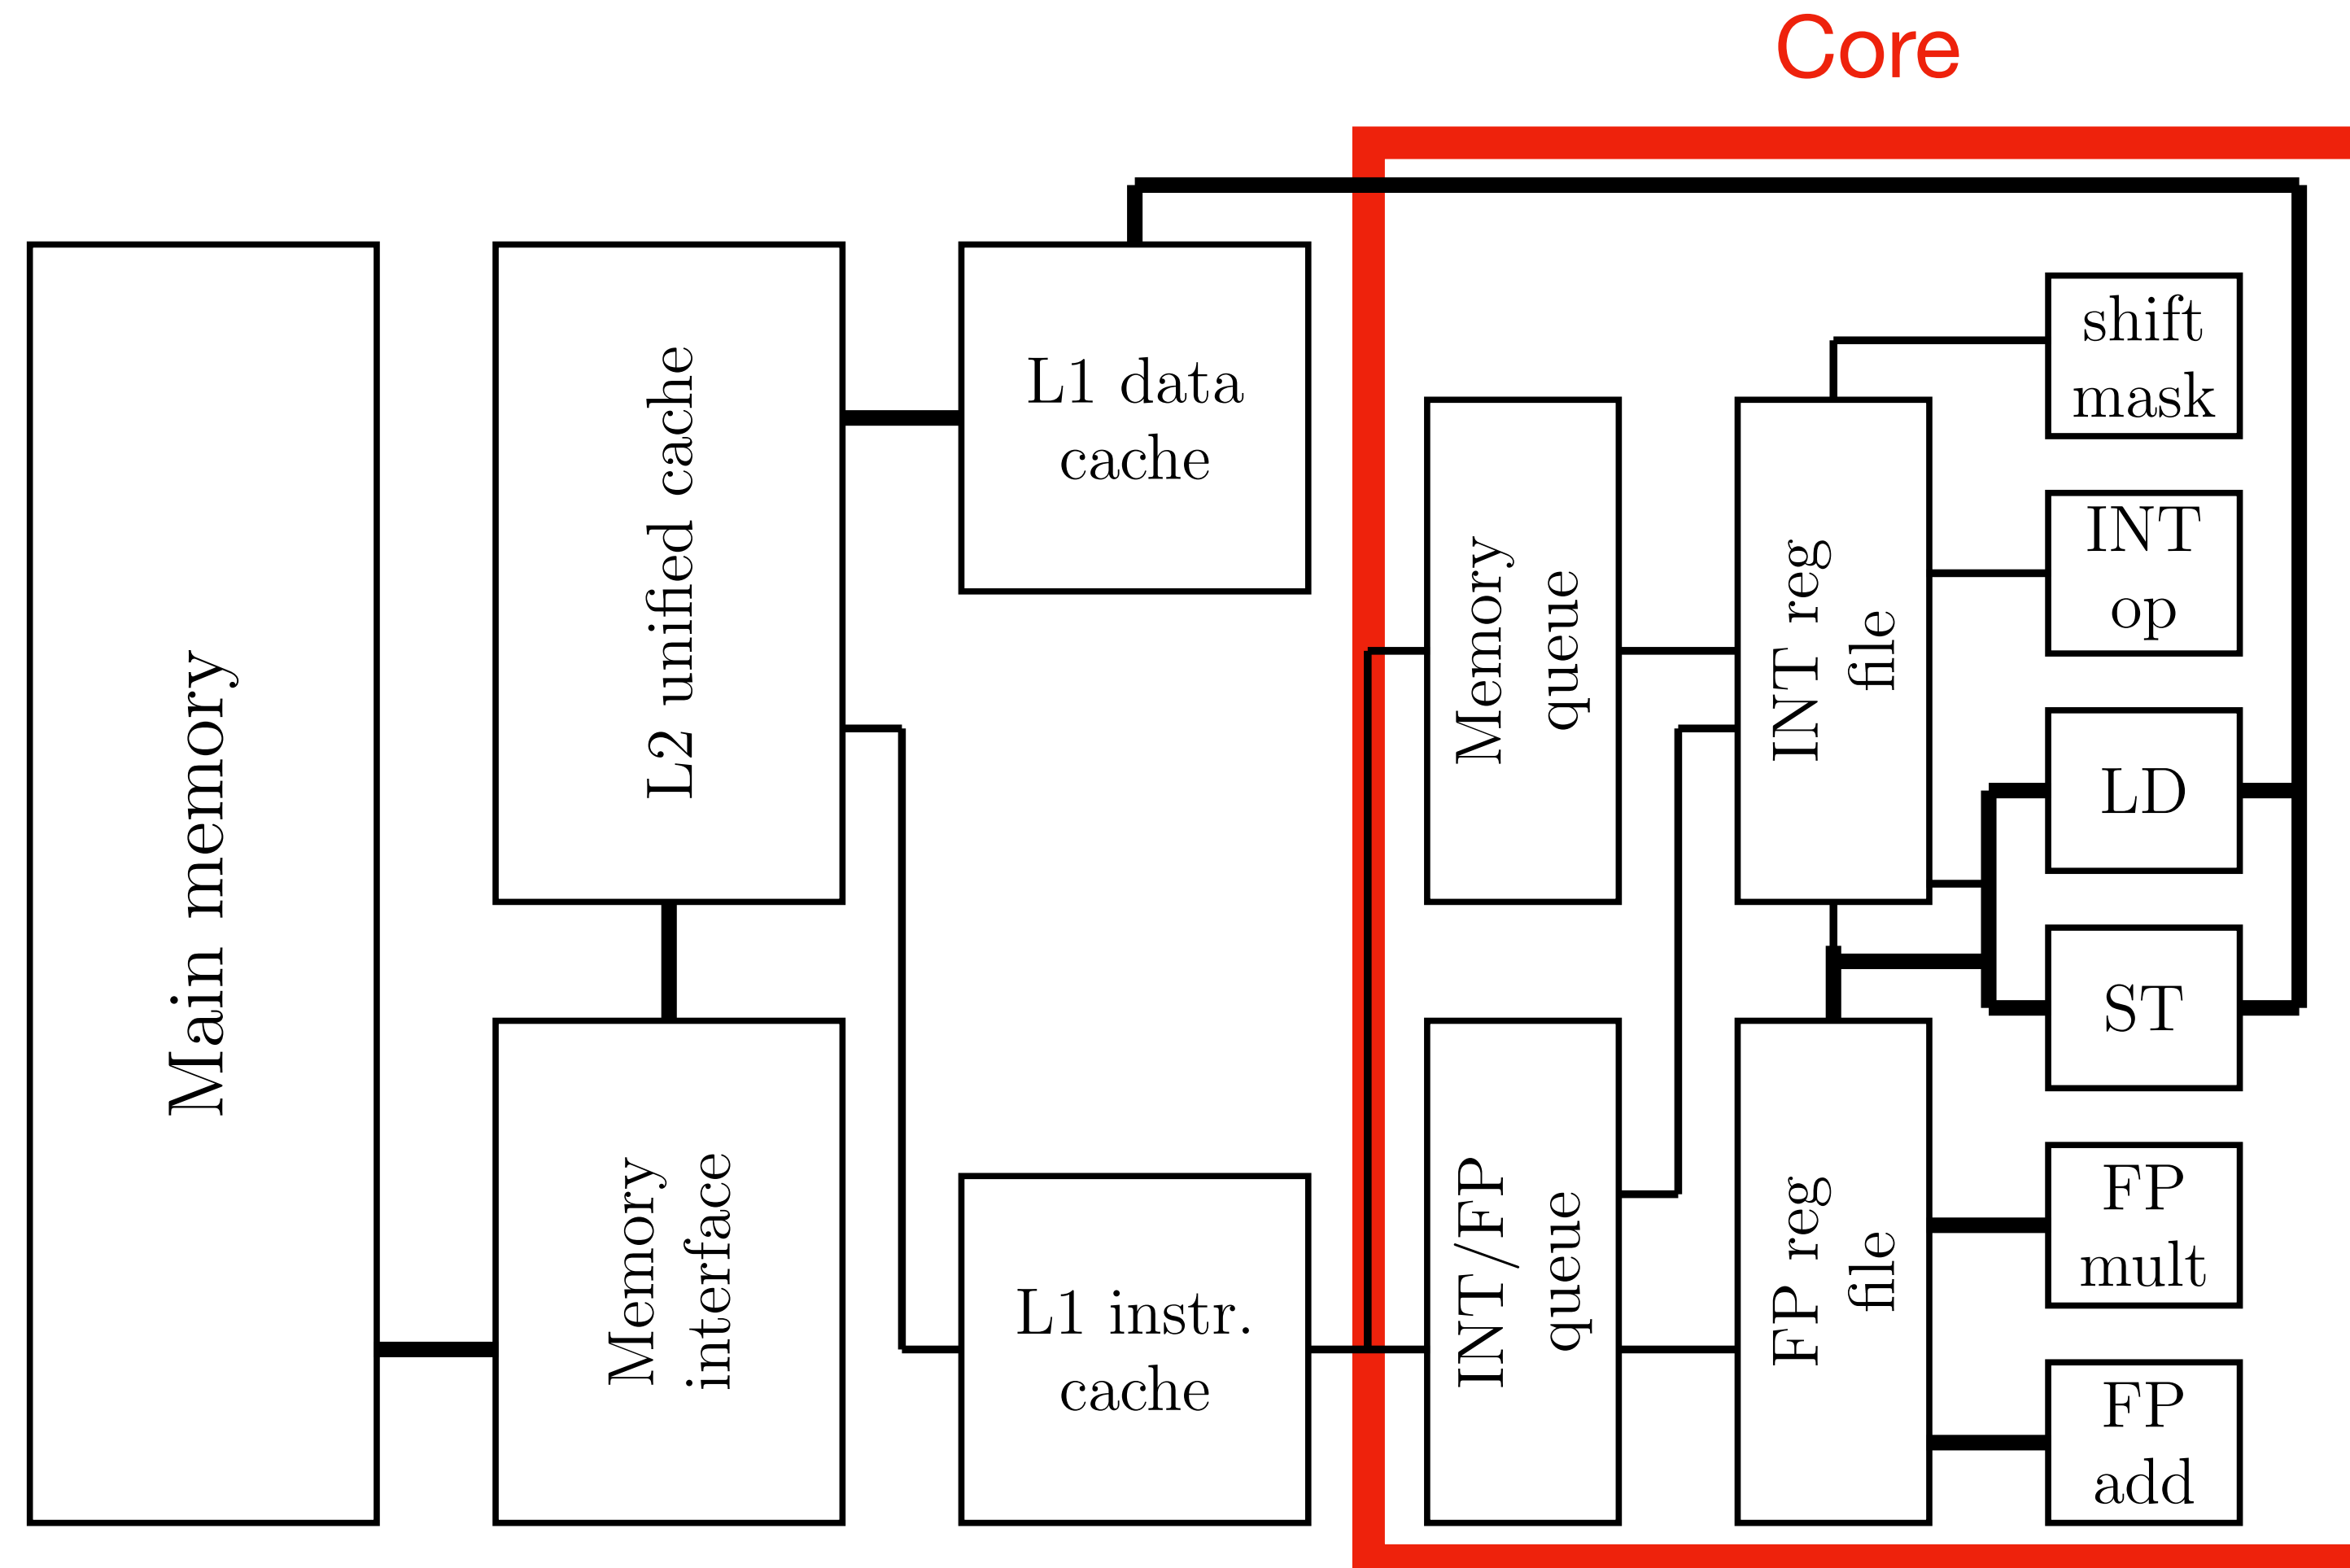 Core
Main memory
L2 unified cache
Memory
interface
L1 data
cache
L1 instr.
cache
Memory
queue
INT/FP
queue
INT reg
file
FP reg
file
shift
mask
INT
op
LD
ST
FP
mult
FP
add